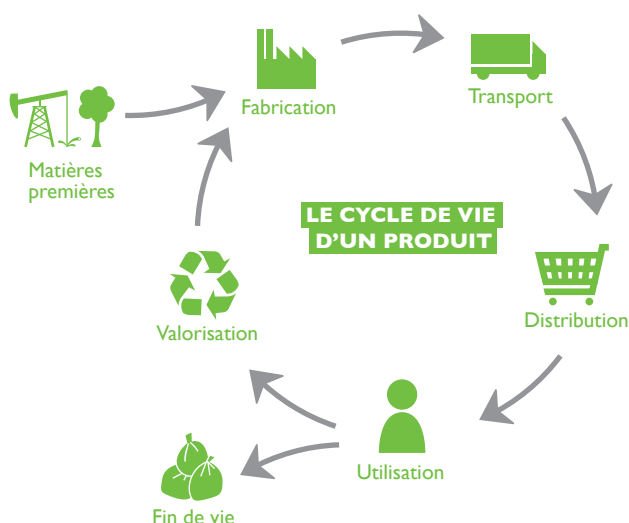 Fabrication
Transport
Matières
premières
LE CYCLE DE VIE
D'UN PRODUIT
Distribution
Valorisation
Utilisation
Fin de vie